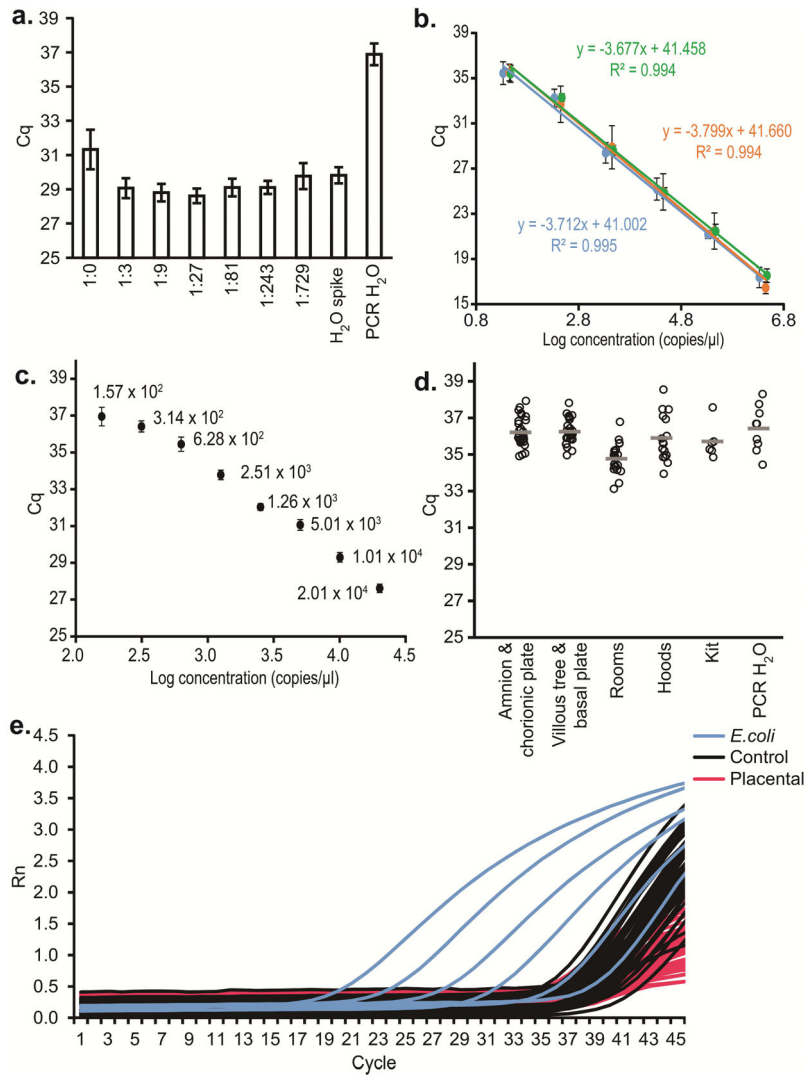 a.
39
37
35
33
31
29
27
25
Cq
1:0
1:3
1:9
1:27
1:81
1:243
1:729
H₂O spike
PCR H₂O
b.
39
35
31
27
23
19
15
Cq
y = -3.677x + 41.458
R² = 0.994
y = -3.799x + 41.660
R² = 0.994
y = -3.712x + 41.002
R² = 0.995
0.8
2.8
4.8
6.8
Log concentration (copies/µl)
c.
39
37
35
33
31
29
27
25
Cq
1.57 x 10²
3.14 x 10²
6.28 x 10²
2.51 x 10³
1.26 x 10³
5.01 x 10³
1.01 x 10⁴
2.01 x 10⁴
2.0
2.5
3.0
3.5
4.0
4.5
Log concentration (copies/µl)
d.
39
37
35
33
31
29
27
25
Cq
Amnion &
chorionic plate
Villous tree &
basal plate
Rooms
Hoods
Kit
PCR H₂O
e.
4.5
4.0
3.5
3.0
2.5
2.0
1.5
1.0
0.5
0.0
Rn
E.coli
Control
Placental
1 3 5 7 9 11 13 15 17 19 21 23 25 27 29 31 33 35 37 39 41 43 45
Cycle